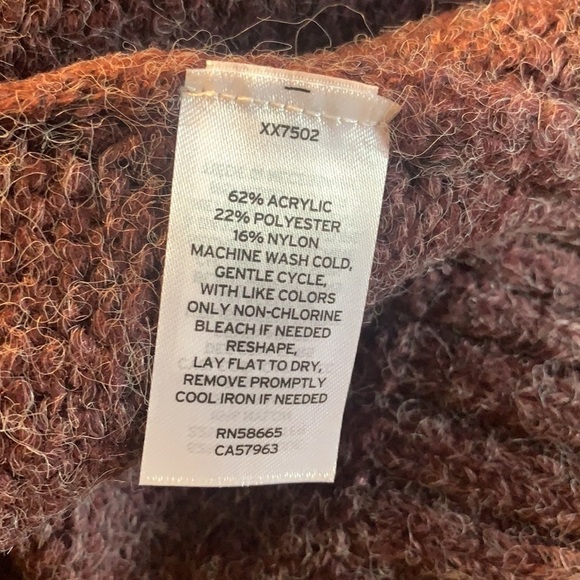 XX7502
62% ACRYLIC
22% POLYESTER
16% NYLON
MACHINE WASH COLD,
GENTLE CYCLE,
WITH LIKE COLORS
ONLY NON-CHLORINE
BLEACH IF NEEDED
RESHAPE,
LAY FLAT TO DRY,
REMOVE PROMPTLY
COOL IRON IF NEEDED
RN58665
CA57963